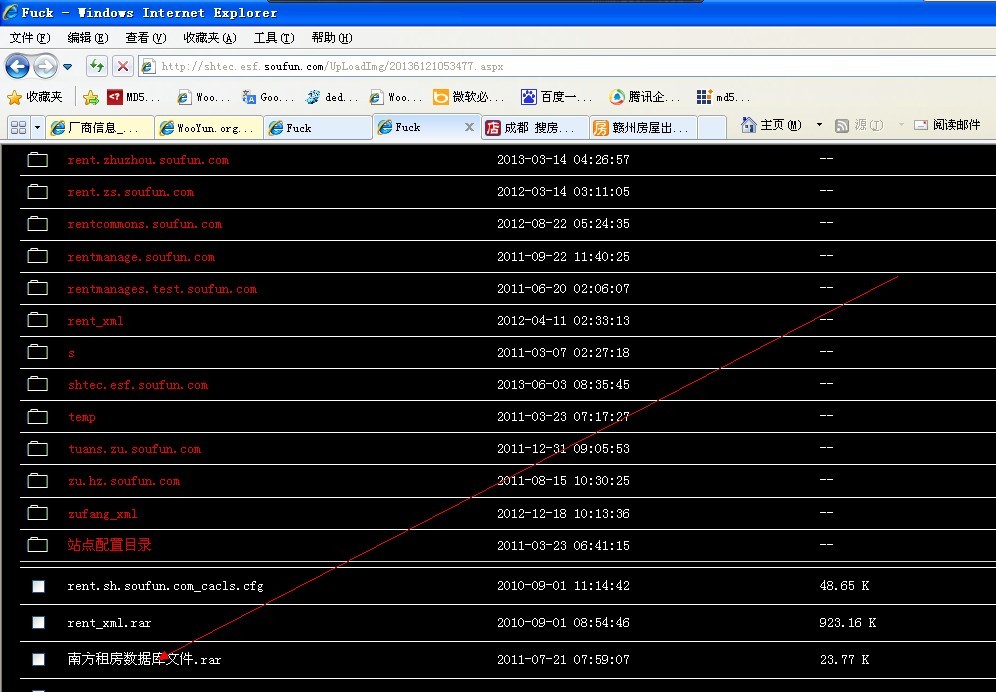 Fuck - Windows Internet Explorer
文件(F) 编辑(E) 查看(V) 收藏夹(A) 工具(T) 帮助(H)
http://shtec.esf.soufun.com/UpLoadImg/20136121053477.aspx
收藏夹 MD5... Woo... Goo... ded... Woo... 微软必... 百度一... 腾讯企... md5...
厂商信息_... WooYun.org... Fuck Fuck 成都 搜房... 赣州房屋出... 主页(M) 源(J) 阅读邮件
rent.zhuzhou.soufun.com 2013-03-14 04:26:57 --
rent.zs.soufun.com 2012-03-14 03:11:05 --
rentcommons.soufun.com 2012-08-22 05:24:35 --
rentmanage.soufun.com 2011-09-22 11:40:25 --
rentmanages.test.soufun.com 2011-06-20 02:06:07 --
rent_xml 2012-04-11 02:33:13 --
s 2011-03-07 02:27:18 --
shtec.esf.soufun.com 2013-06-03 08:35:45 --
temp 2011-03-23 07:17:27 --
tuans.zu.soufun.com 2011-12-31 09:05:53 --
zu.hz.soufun.com 2011-08-15 10:30:25 --
zufang_xml 2012-12-18 10:13:36 --
站点配置目录 2011-03-23 06:41:15 --
rent.sh.soufun.com_cacls.cfg 2010-09-01 11:14:42 48.65 K
rent_xml.rar 2010-09-01 08:54:46 923.16 K
南方租房数据库文件.rar 2011-07-21 07:59:07 23.77 K